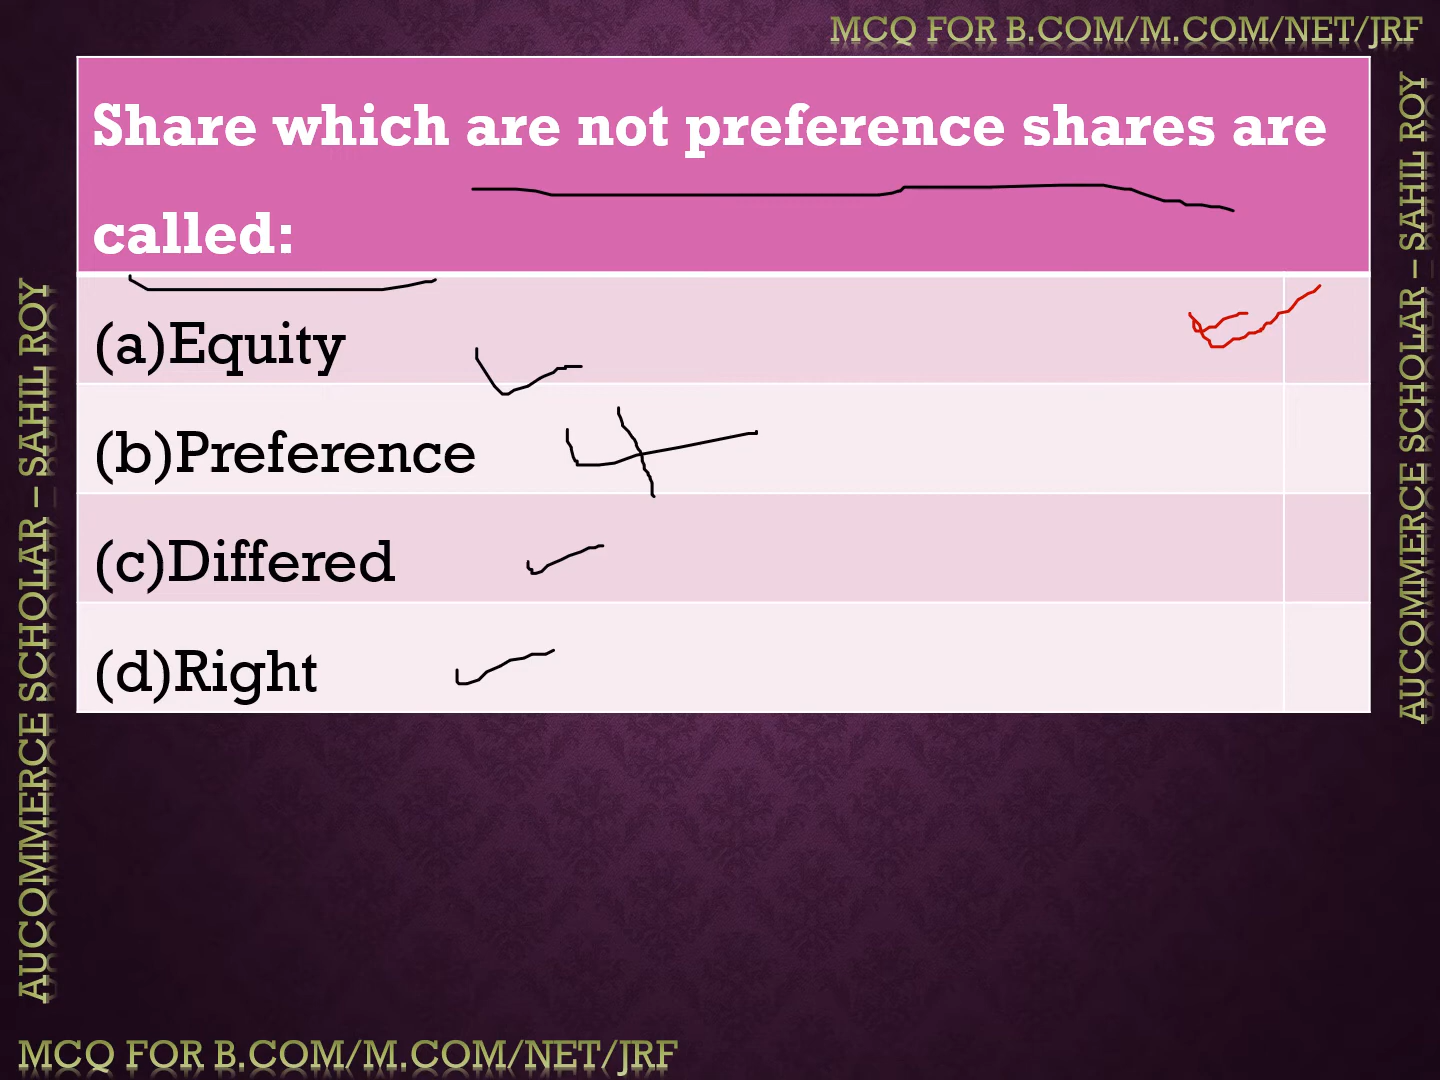 MCQ FOR B.COM/M.COM/NET/JRF
Share which are not preference shares are
called:
(a)Equity
(b)Preference
(c)Differed
(d)Right
AUCOMMERCE SCHOLAR – SAHIL ROY
AUCOMMERCE SCHOLAR – SAHIL ROY
MCQ FOR B.COM/M.COM/NET/JRF